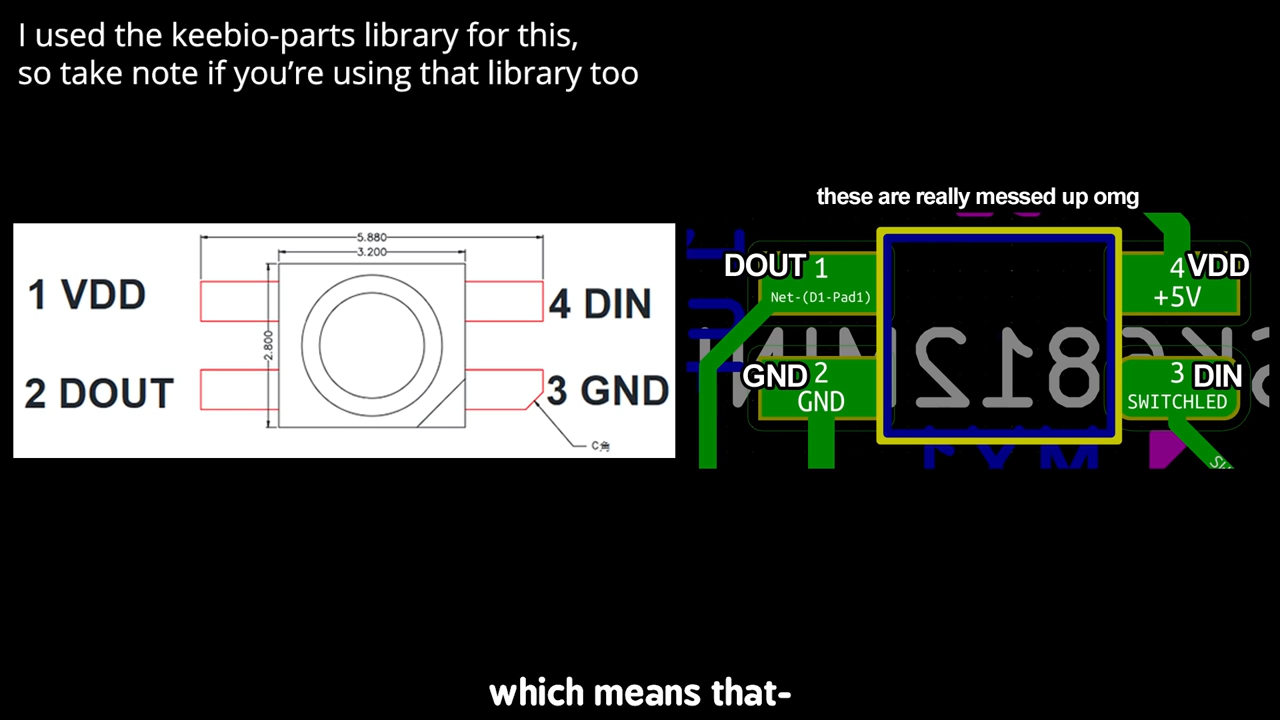 I used the keebio-parts library for this,
so take note if you're using that library too
these are really messed up omg
5.880
3.200
1 VDD
4 DIN
2.800
2 DOUT
3 GND
C角
DOUT 1
Net-(D1-Pad1)
4 VDD
+5V
GND 2
GND
3 DIN
SWITCHLED
which means that-